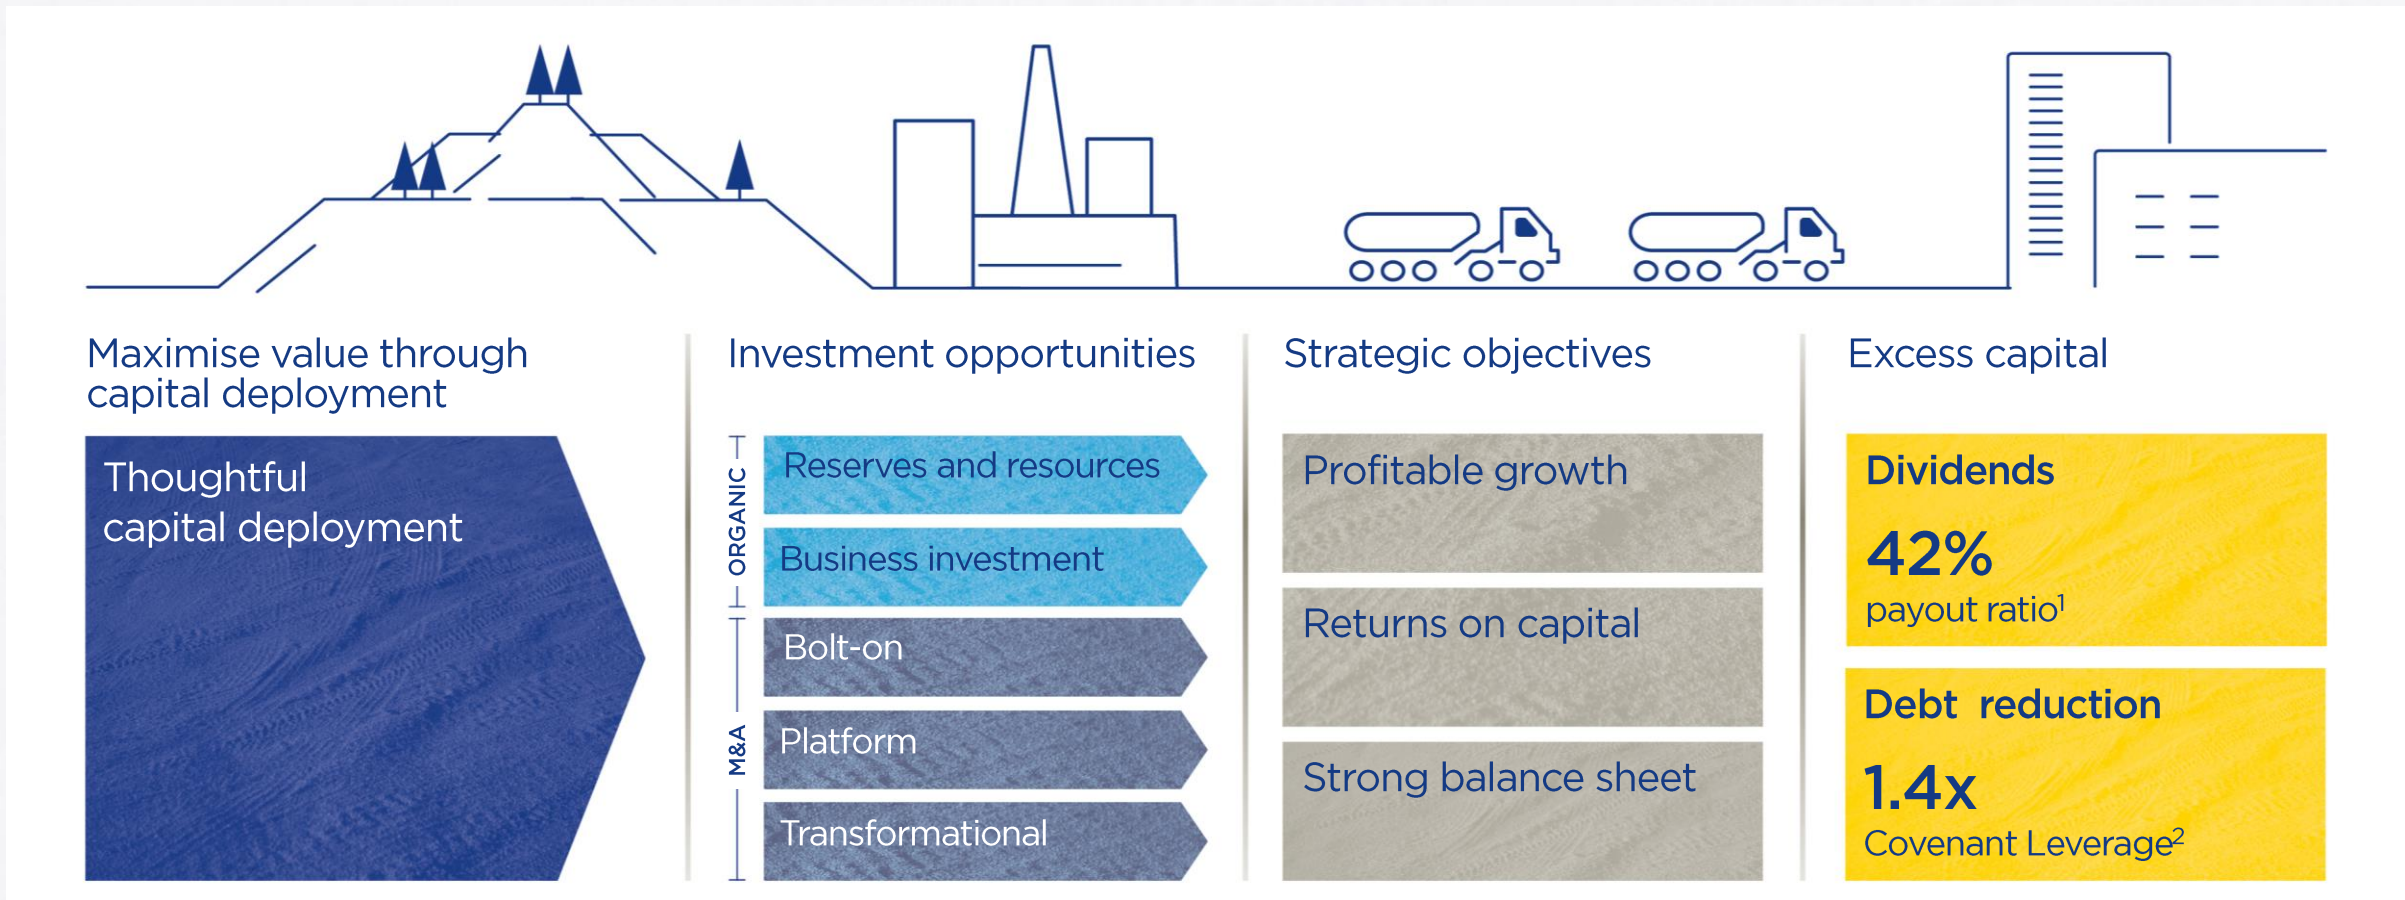 Maximise value through
capital deployment
Thoughtful
capital deployment
Investment opportunities
ORGANIC
Reserves and resources
Business investment
M&A
Bolt-on
Platform
Transformational
Strategic objectives
Profitable growth
Returns on capital
Strong balance sheet
Excess capital
Dividends
42%
payout ratio¹
Debt reduction
1.4x
Covenant Leverage²